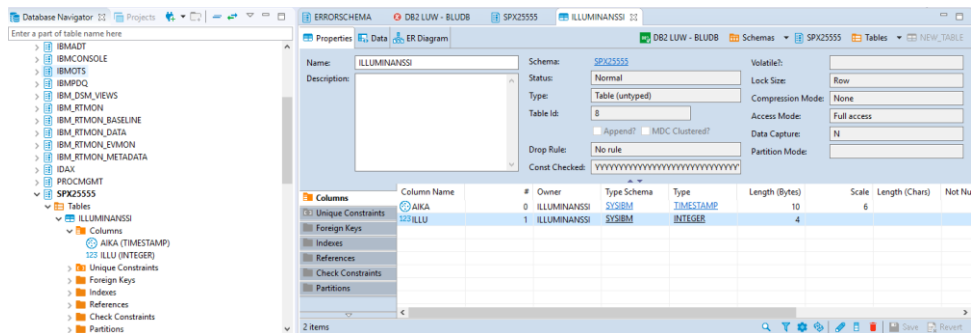 Database Navigator Projects
Enter a part of table name here
IBMADT
IBMCONSOLE
IBMOTS
IBMPDQ
IBM_DSM_VIEWS
IBM_RTMON
IBM_RTMON_BASELINE
IBM_RTMON_DATA
IBM_RTMON_EVMON
IBM_RTMON_METADATA
IDAX
PROCMGMT
SPX25555
Tables
ILLUMINANSSI
Columns
AIKA (TIMESTAMP)
123 ILLU (INTEGER)
Unique Constraints
Foreign Keys
Indexes
References
Check Constraints
Partitions
ERRORSCHEMA DB2 LUW - BLUDB SPX25555 ILLUMINANSSI
Properties Data ER Diagram DB2 LUW - BLUDB Schemas SPX25555 Tables NEW_TABLE
Name: ILLUMINANSSI Schema: SPX25555 Volatile?:
Description: Status: Normal Lock Size: Row
Type: Table (untyped) Compression Mode: None
Table Id: 8 Access Mode: Full access
Append? MDC Clustered? Data Capture: N
Drop Rule: No rule Partition Mode:
Const Checked: YYYYYYYYYYYYYYYYYYYYYYYYYYYYYY
Columns
Unique Constraints
Foreign Keys
Indexes
References
Check Constraints
Partitions
Column Name # Owner Type Schema Type Length (Bytes) Scale Length (Chars) Not Nu
AIKA 0 ILLUMINANSSI SYSIBM TIMESTAMP 10 6
123 ILLU 1 ILLUMINANSSI SYSIBM INTEGER 4
2 items Save Revert